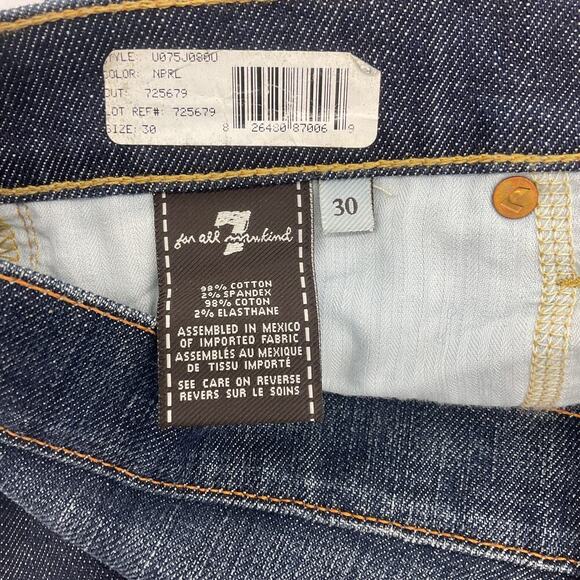 STYLE: U075J080U
COLOR: NPRL
CUT: 725679
LOT REF#: 725679
SIZE: 30
8 26480 87006 9
30
7
for all mankind
98% COTTON
2% SPANDEX
98% COTON
2% ELASTHANE
ASSEMBLED IN MEXICO
OF IMPORTED FABRIC
ASSEMBLÉS AU MEXIQUE
DE TISSU IMPORTÉ
SEE CARE ON REVERSE
REVERS SUR LE SOINS